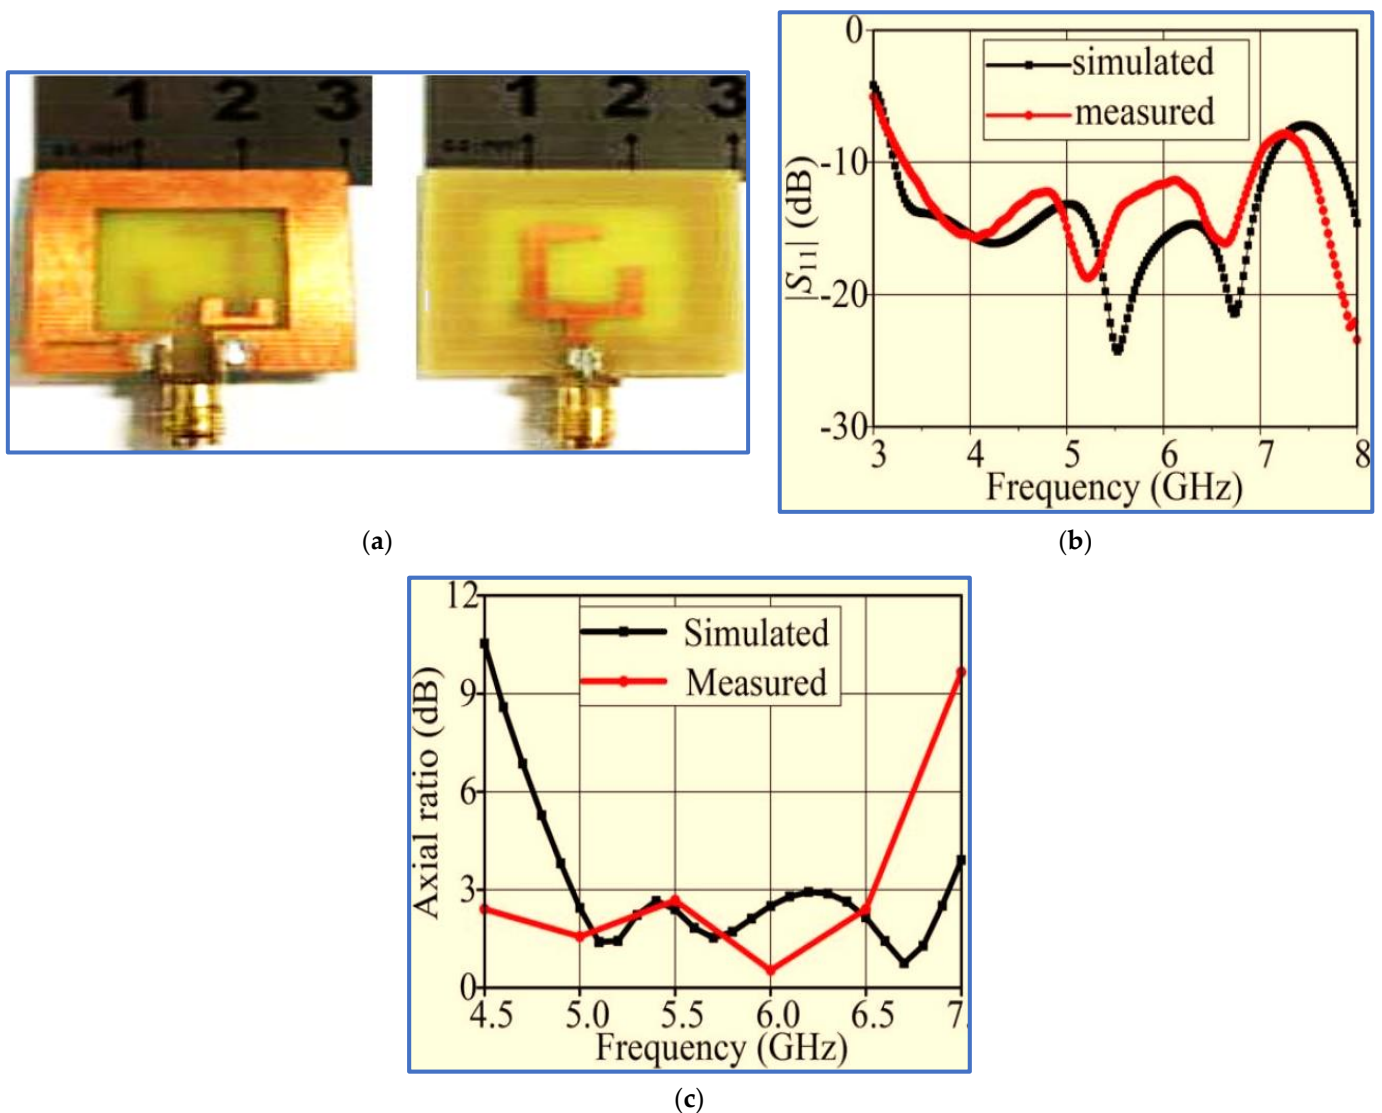 1 2 3
1 2 3
(a)
0
-10
-20
-30
|S11| (dB)
simulated
measured
3 4 5 6 7 8
Frequency (GHz)
(b)
12
9
6
3
0
Axial ratio (dB)
Simulated
Measured
4.5 5.0 5.5 6.0 6.5 7.
Frequency (GHz)
(c)